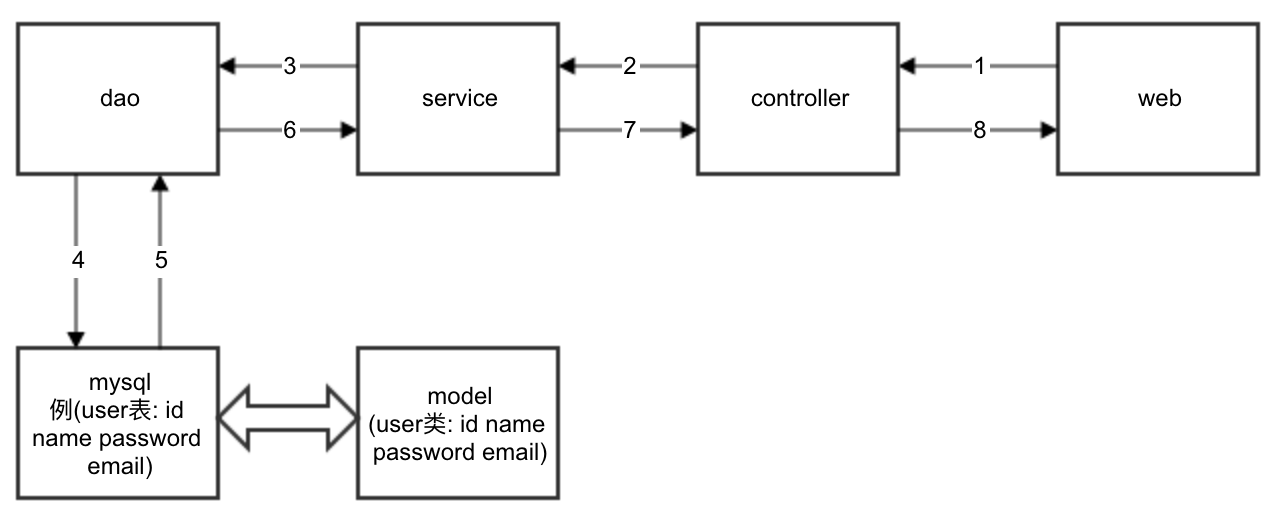 3
2
1
dao
service
controller
web
6
7
8
4
5
mysql
例(user表: id
name password
email)
model
(user类: id name
password email)